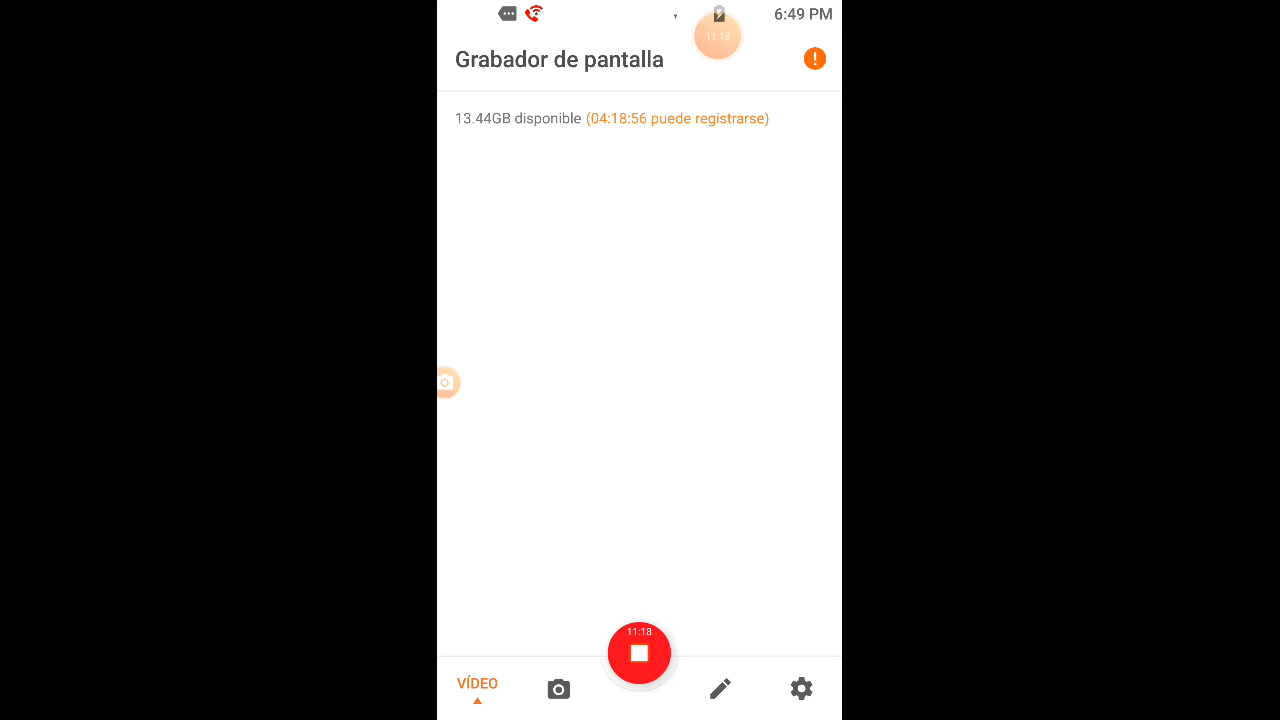 6:49 PM
11:18
Grabador de pantalla
13.44GB disponible (04:18:56 puede registrarse)
11:18
VÍDEO